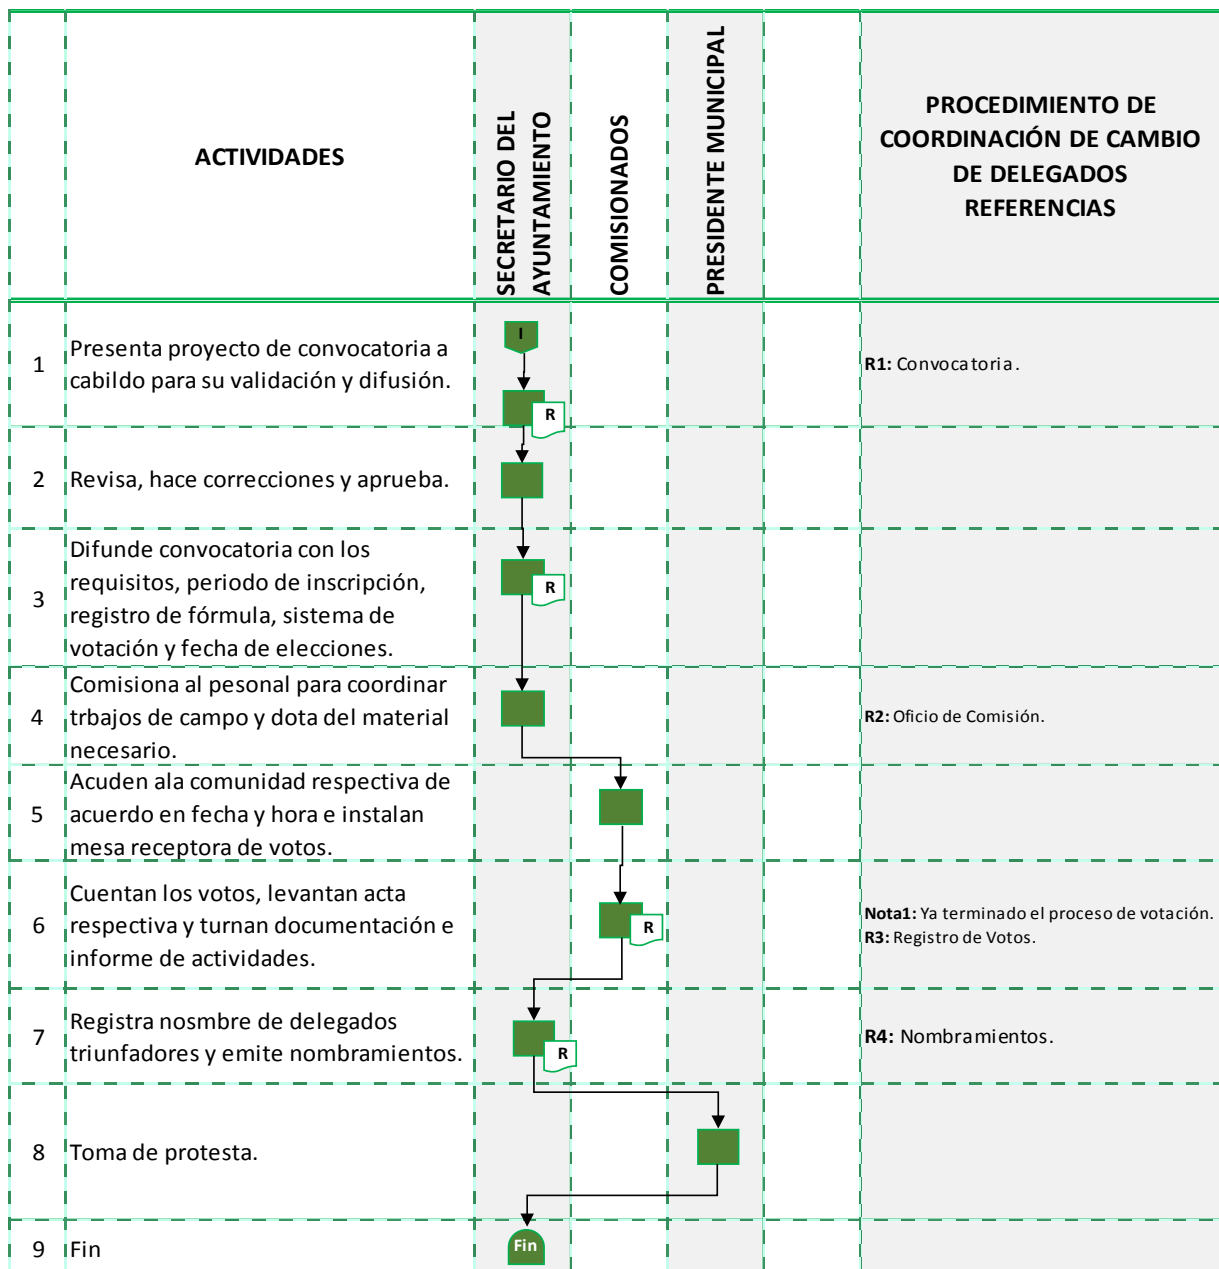 ACTIVIDADES
SECRETARIO DEL
AYUNTAMIENTO
COMISIONADOS
PRESIDENTE MUNICIPAL
PROCEDIMIENTO DE
COORDINACIÓN DE CAMBIO
DE DELEGADOS
REFERENCIAS
1
Presenta proyecto de convocatoria a
cabildo para su validación y difusión.
I
R
R1: Convocatoria.
2
Revisa, hace correcciones y aprueba.
3
Difunde convocatoria con los
requisitos, periodo de inscripción,
registro de fórmula, sistema de
votación y fecha de elecciones.
R
4
Comisiona al pesonal para coordinar
trbajos de campo y dota del material
necesario.
R2: Oficio de Comisión.
5
Acuden ala comunidad respectiva de
acuerdo en fecha y hora e instalan
mesa receptora de votos.
6
Cuentan los votos, levantan acta
respectiva y turnan documentación e
informe de actividades.
R
Nota1: Ya terminado el proceso de votación.
R3: Registro de Votos.
7
Registra nosmbre de delegados
triunfadores y emite nombramientos.
R
R4: Nombramientos.
8
Toma de protesta.
9
Fin
Fin